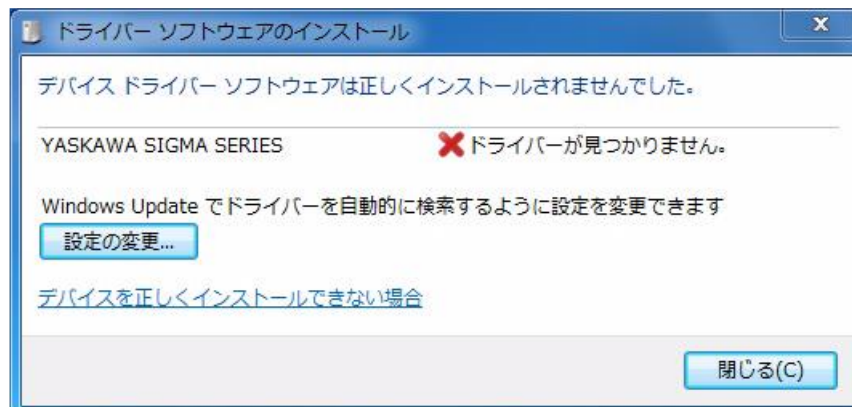 ドライバー ソフトウェアのインストール
デバイス ドライバー ソフトウェアは正しくインストールされませんでした。
YASKAWA SIGMA SERIES ドライバーが見つかりません。
Windows Update でドライバーを自動的に検索するように設定を変更できます
設定の変更...
デバイスを正しくインストールできない場合
閉じる(C)